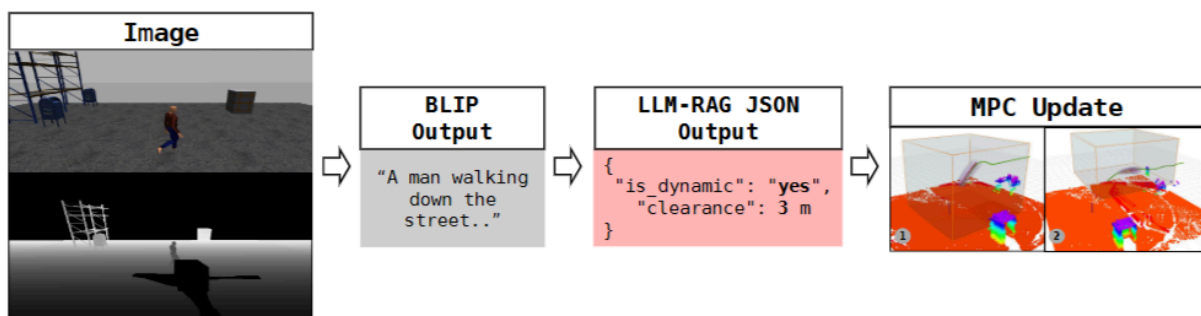 Image
BLIP
Output
“A man walking
down the
street..”
LLM-RAG JSON
Output
{
"is_dynamic": "yes",
"clearance": 3 m
}
MPC Update
1
2